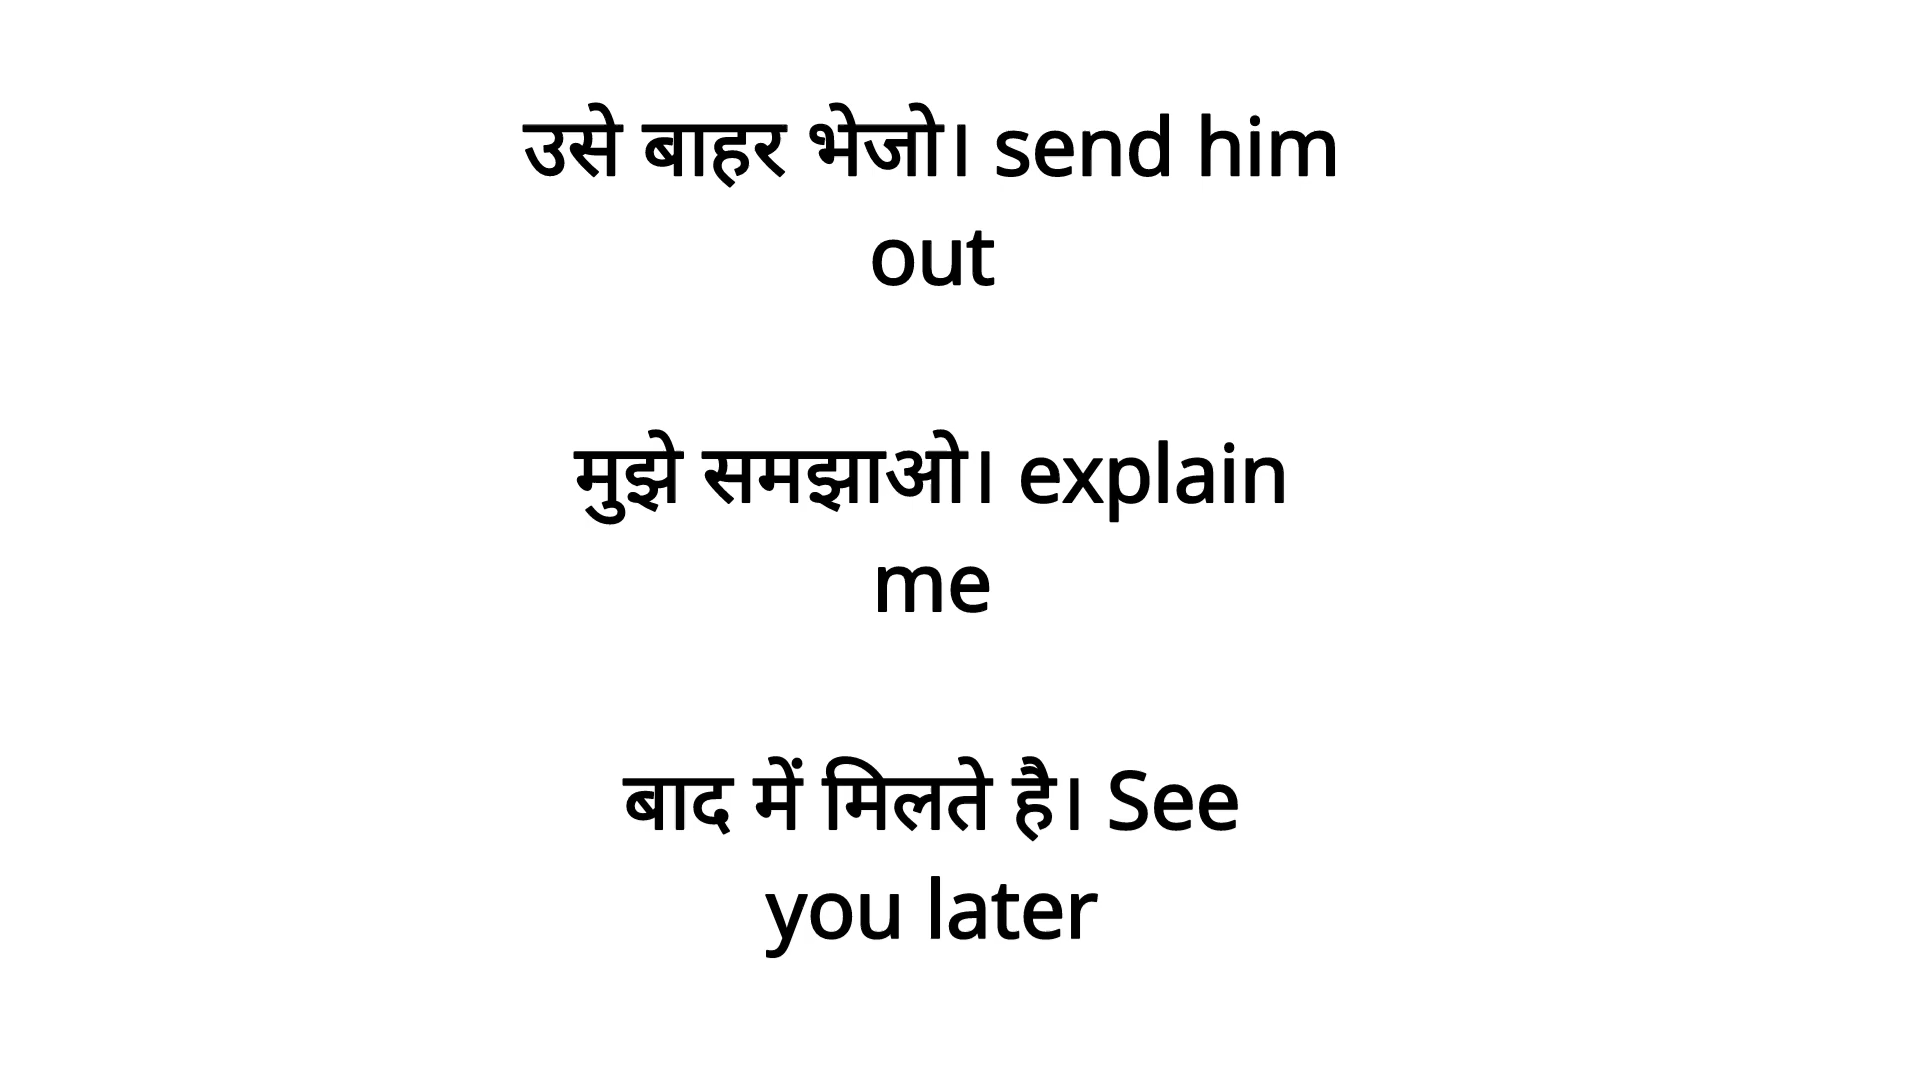 उसे बाहर भेजो। send him
out
मुझे समझाओ। explain
me
बाद में मिलते है। See
you later